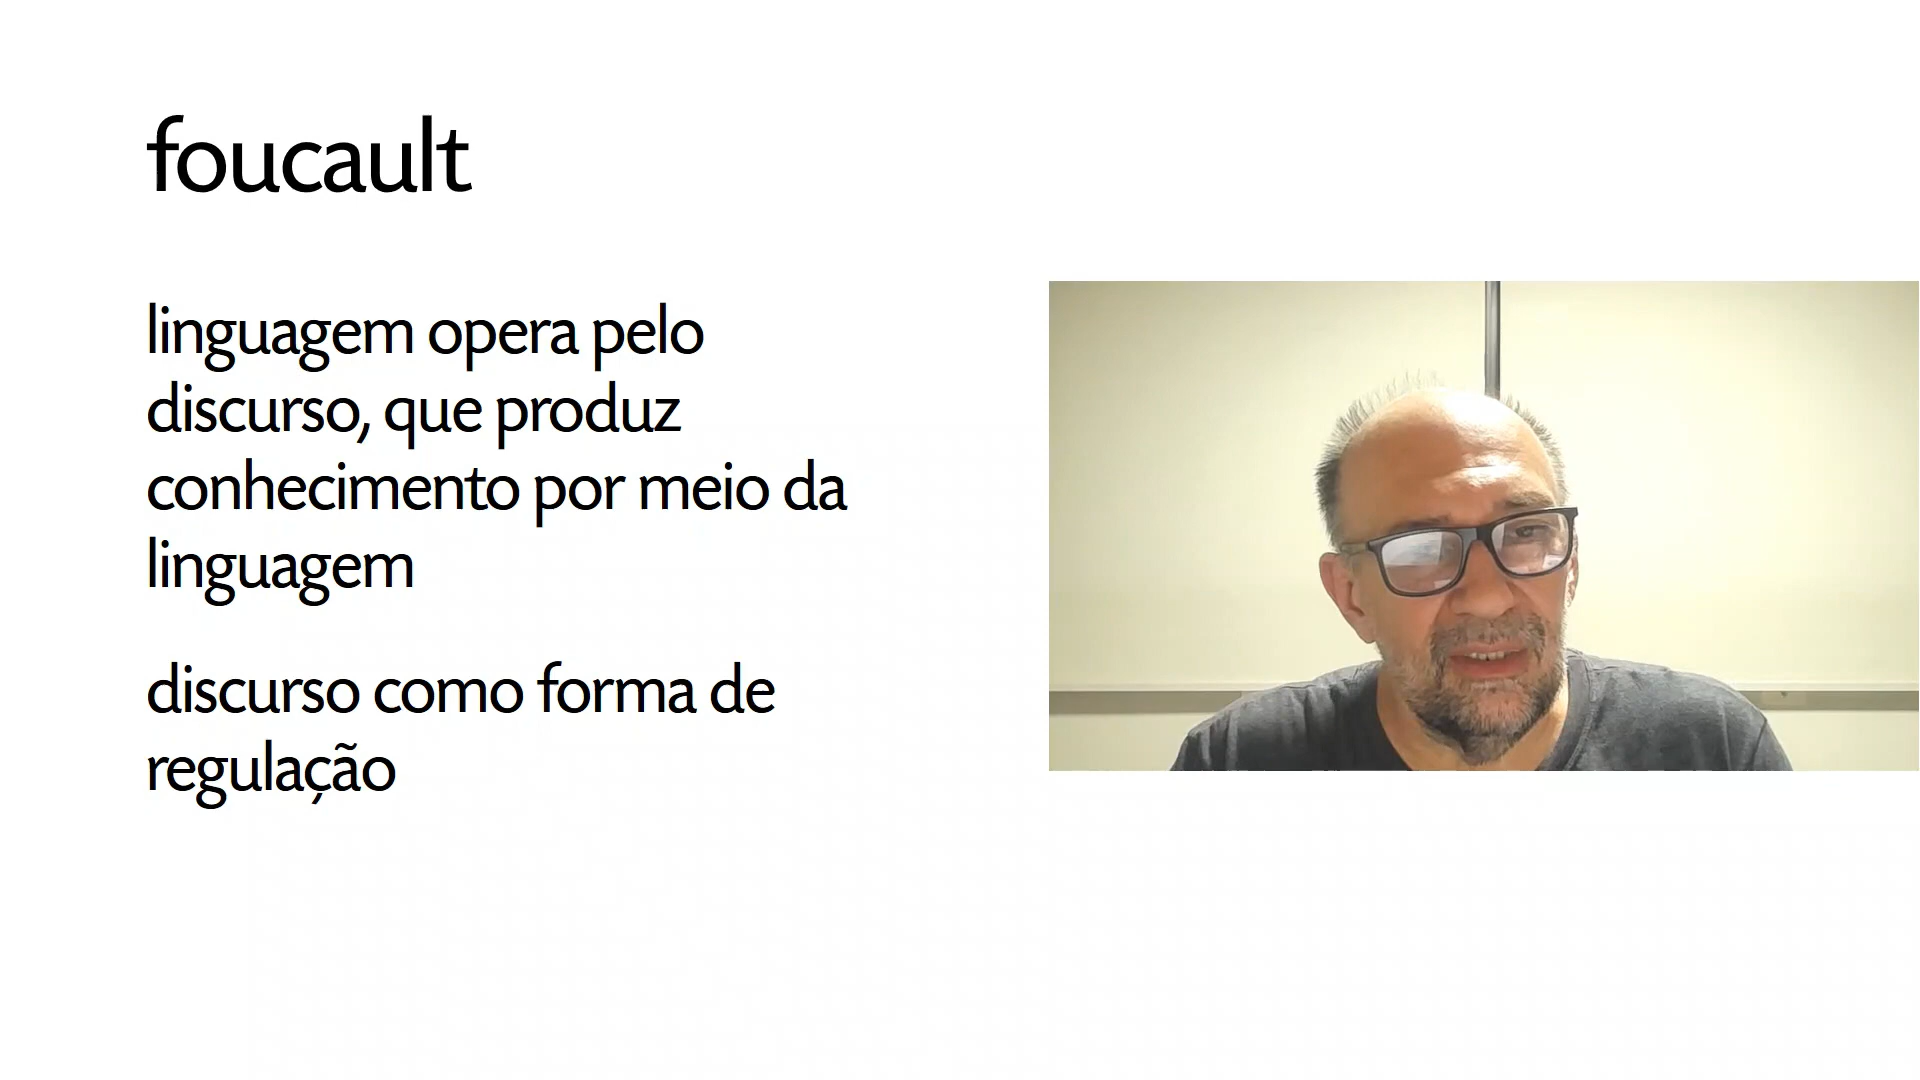 foucault
linguagem opera pelo
discurso, que produz
conhecimento por meio da
linguagem
discurso como forma de
regulação